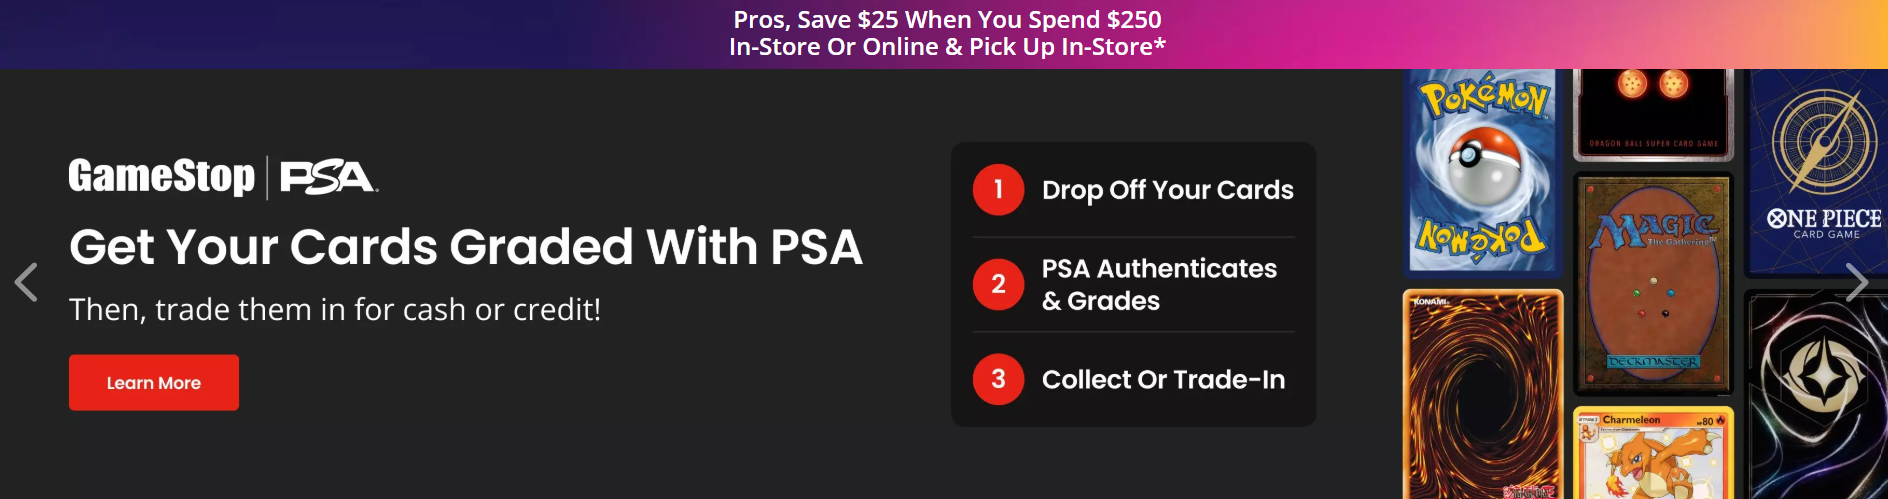 Pros, Save $25 When You Spend $250
In-Store Or Online & Pick Up In-Store*
GameStop | PSA.
Get Your Cards Graded With PSA
Then, trade them in for cash or credit!
Learn More
1 Drop Off Your Cards
2 PSA Authenticates
& Grades
3 Collect Or Trade-In
POKéMON
POKéMON
DRAGON BALL SUPER CARD GAME
ONE PIECE
CARD GAME
MAGIC
The Gathering
DECKMASTER
KONAMI
STAGE 1
Charmeleon
HP 80